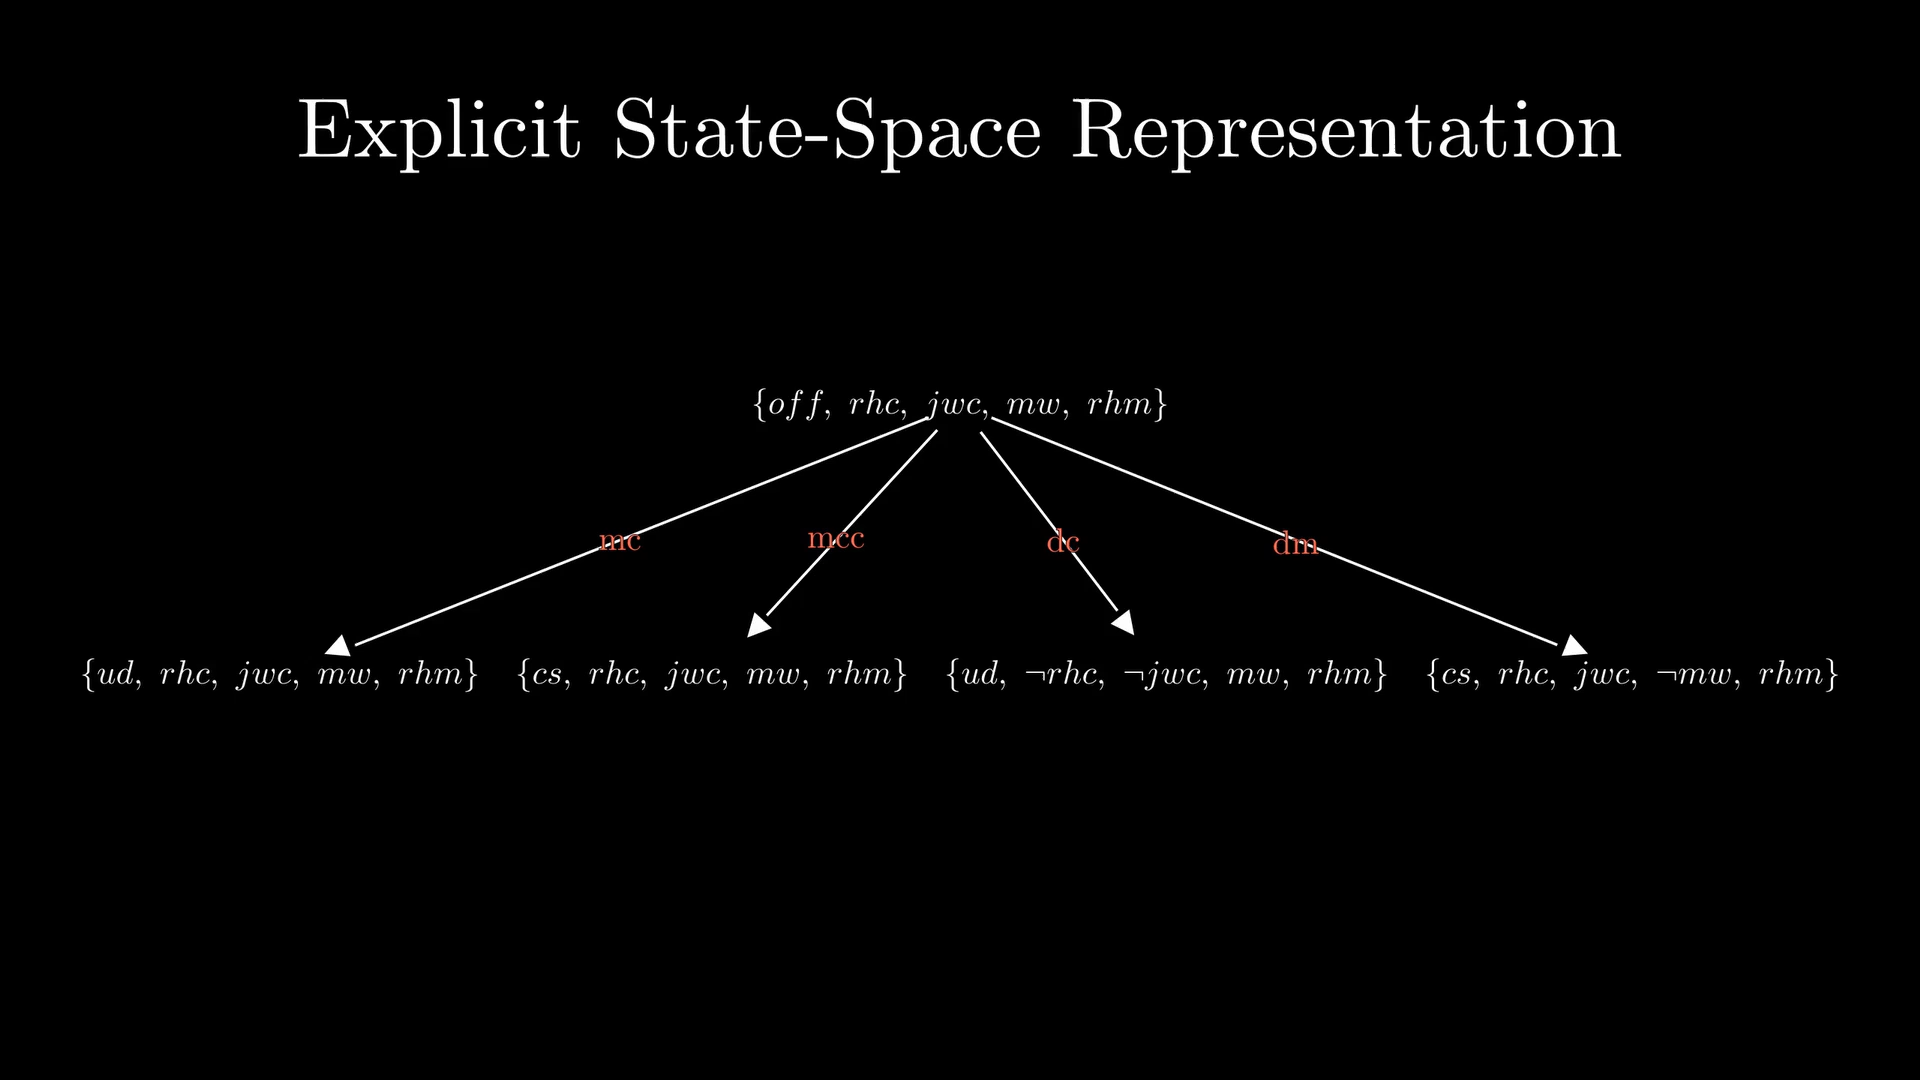 Explicit State-Space Representation
{off, rhc, jwc, mw, rhm}
mc mcc dc dm
{ud, rhc, jwc, mw, rhm} {cs, rhc, jwc, mw, rhm} {ud, ¬rhc, ¬jwc, mw, rhm} {cs, rhc, jwc, ¬mw, rhm}